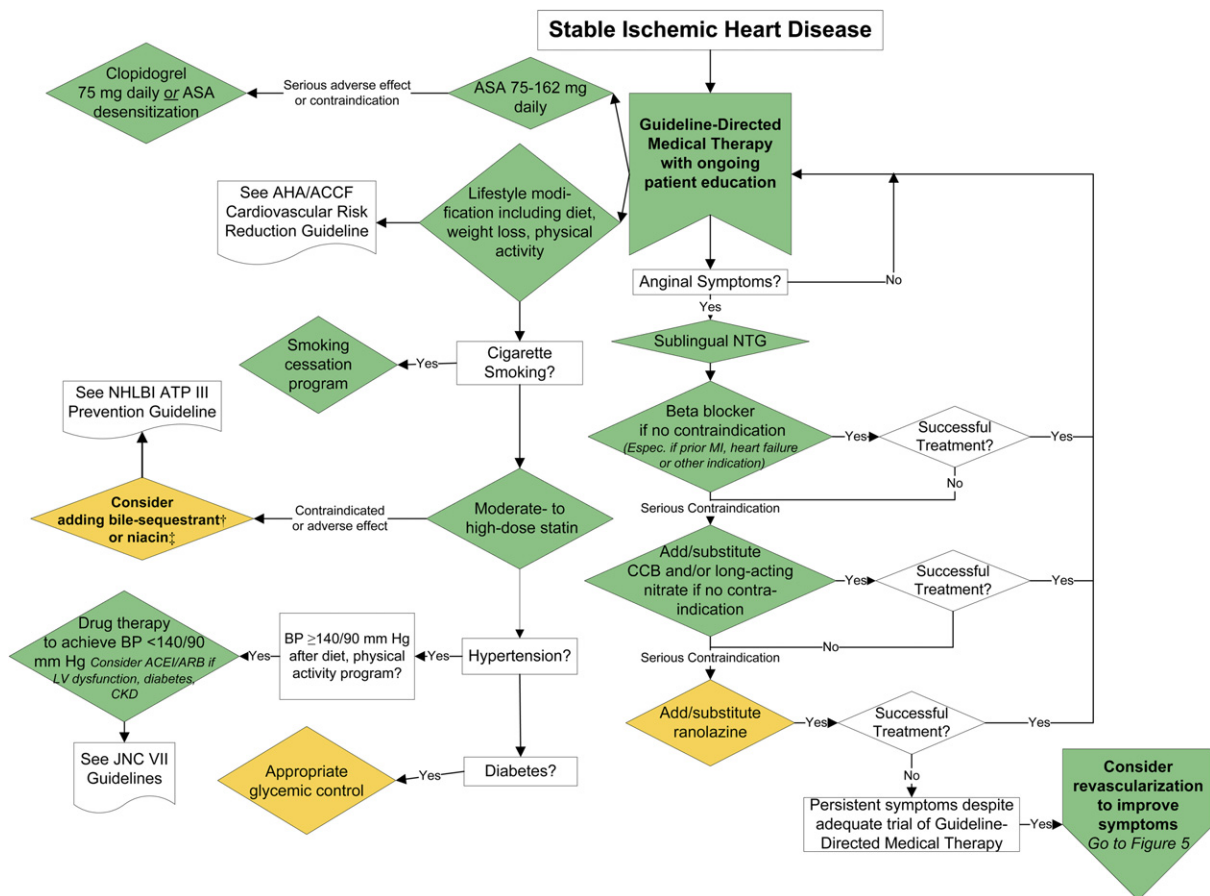 Stable Ischemic Heart Disease
Clopidogrel
75 mg daily or ASA
desensitization
Serious adverse effect
or contraindication
ASA 75-162 mg
daily
Guideline-Directed
Medical Therapy
with ongoing
patient education
See AHA/ACCF
Cardiovascular Risk
Reduction Guideline
Lifestyle modi-
fication including diet,
weight loss, physical
activity
Anginal Symptoms?
No
Yes
Sublingual NTG
Smoking
cessation
program
Yes
Cigarette
Smoking?
See NHLBI ATP III
Prevention Guideline
Beta blocker
if no contraindication
(Espec. if prior MI, heart failure
or other indication)
Yes
Successful
Treatment?
Yes
No
Serious Contraindication
Consider
adding bile-sequestrant†
or niacin‡
Contraindicated
or adverse effect
Moderate- to
high-dose statin
Add/substitute
CCB and/or long-acting
nitrate if no contra-
indication
Yes
Successful
Treatment?
Yes
No
Serious Contraindication
Drug therapy
to achieve BP <140/90
mm Hg Consider ACEI/ARB if
LV dysfunction, diabetes,
CKD
Yes
BP ≥140/90 mm Hg
after diet, physical
activity program?
Yes
Hypertension?
See JNC VII
Guidelines
Appropriate
glycemic control
Yes
Diabetes?
Add/substitute
ranolazine
Yes
Successful
Treatment?
Yes
No
Persistent symptoms despite
adequate trial of Guideline-
Directed Medical Therapy
Yes
Consider
revascularization
to improve
symptoms
Go to Figure 5